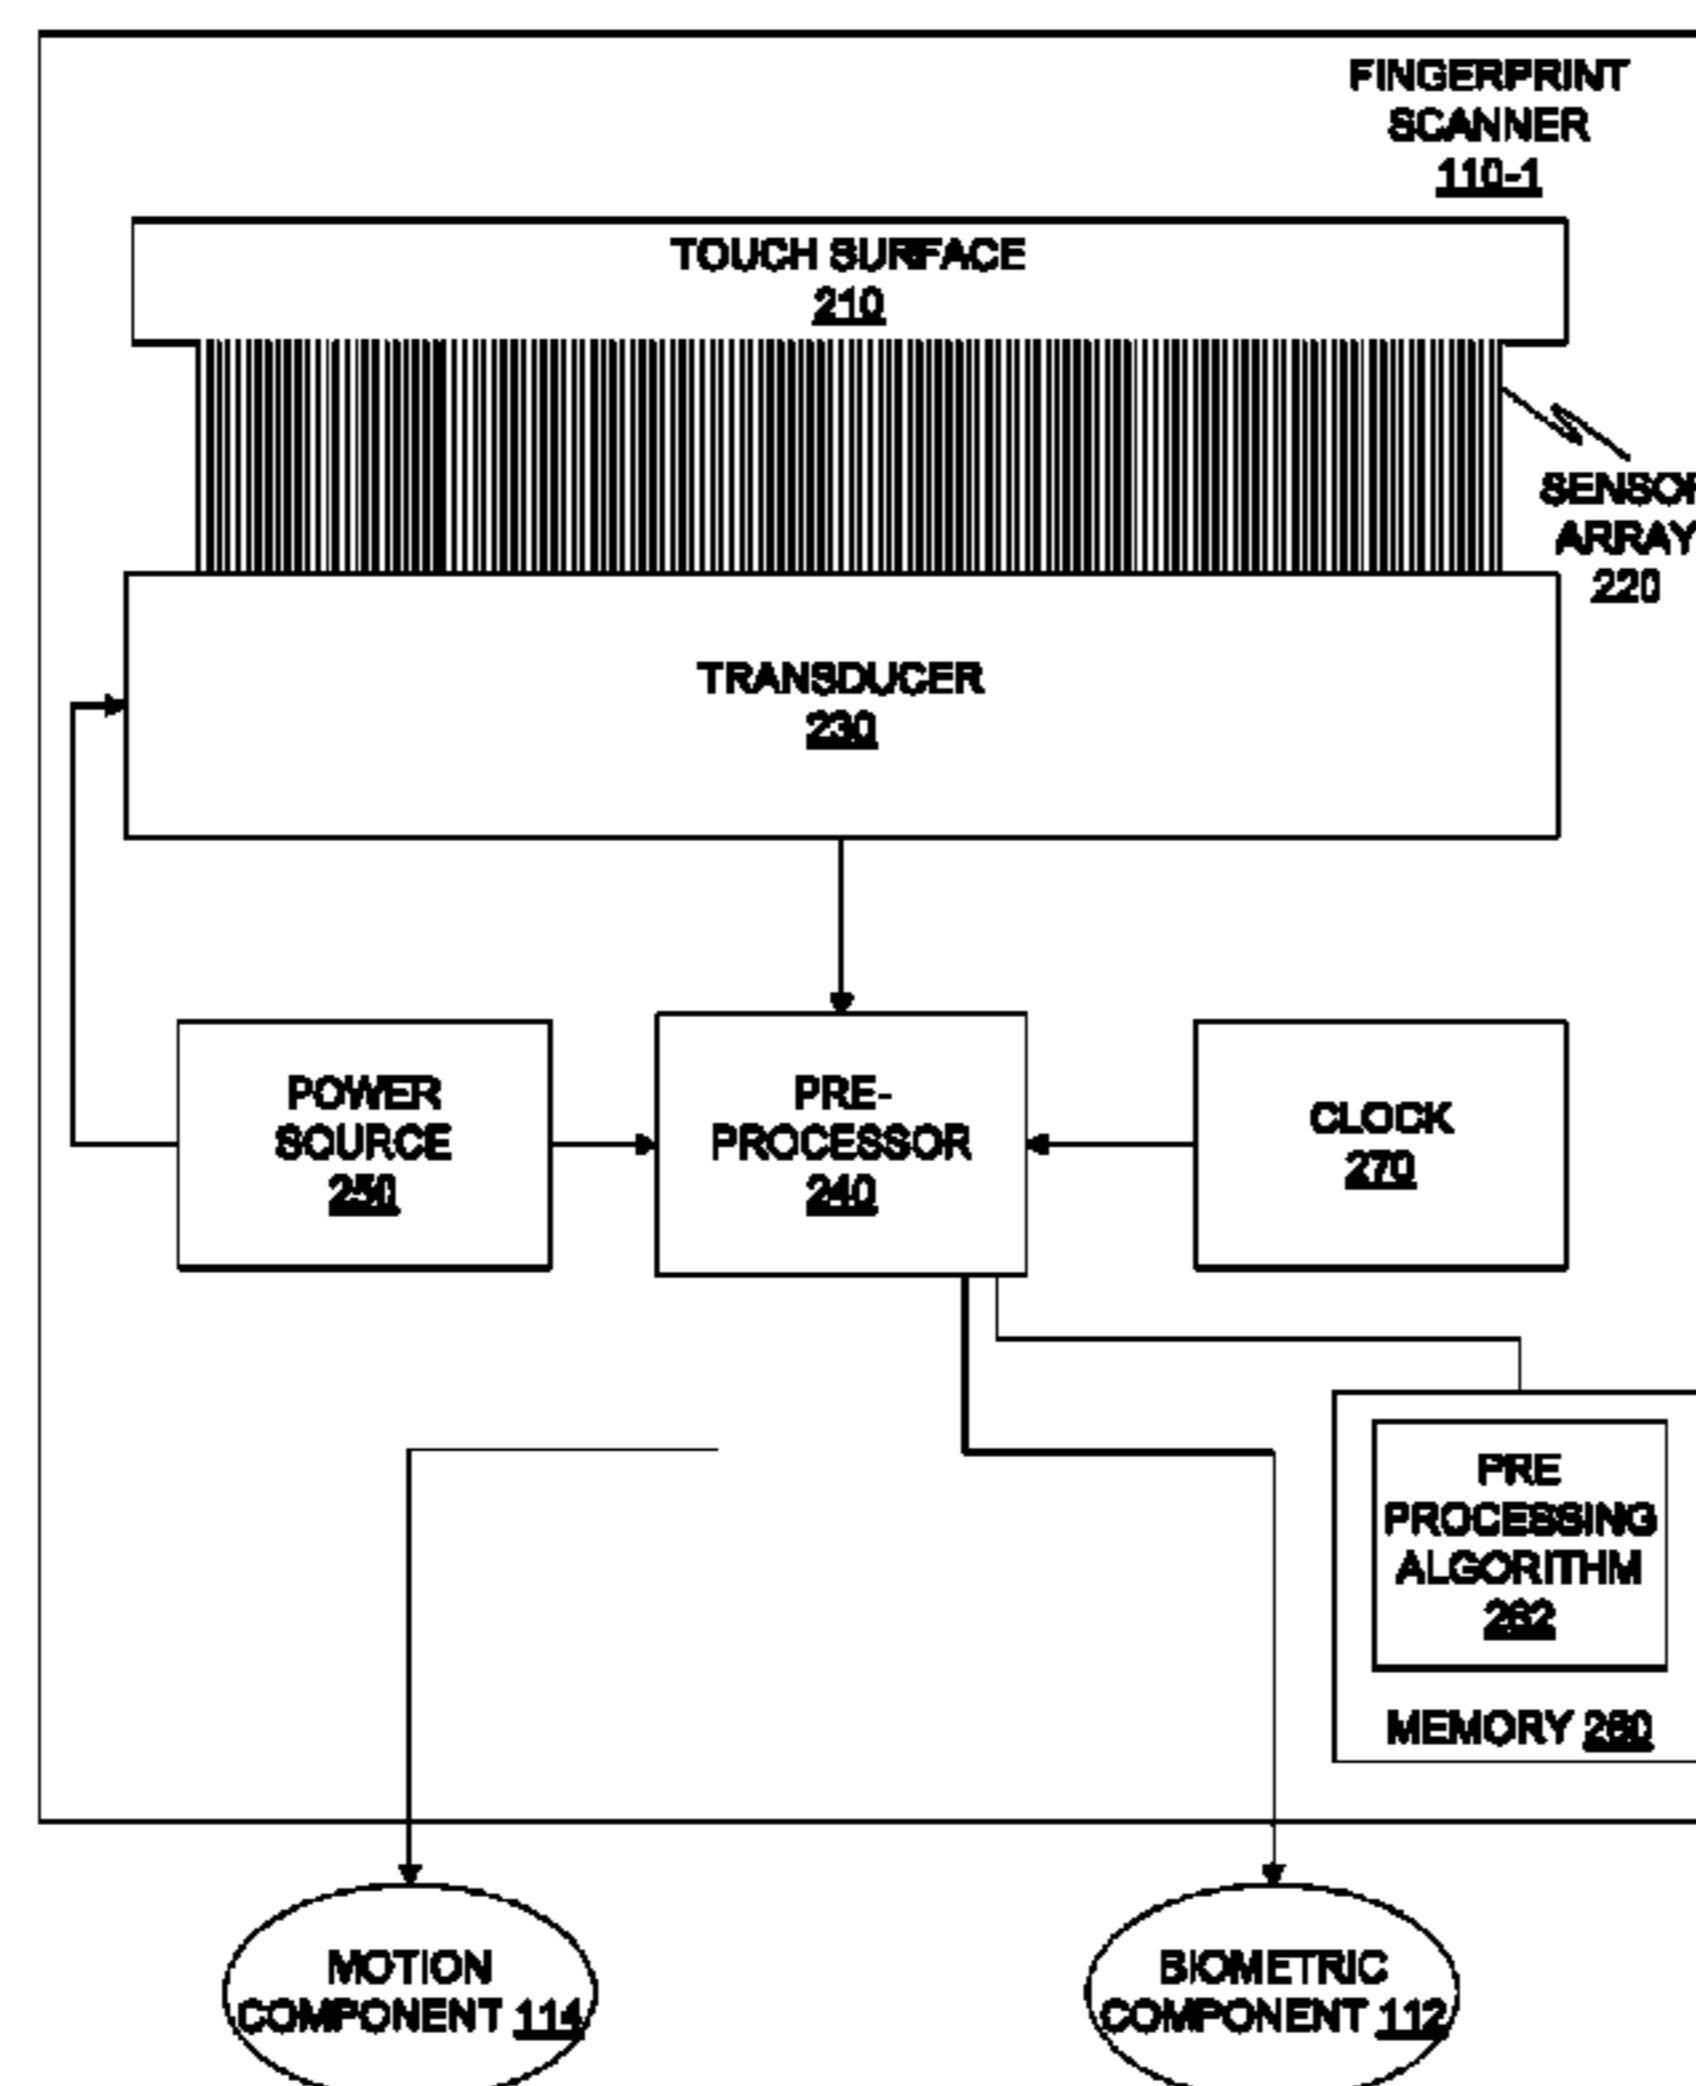 FINGERPRINT
SCANNER
110-1
TOUCH SURFACE
210
SENSOR
ARRAY
220
TRANSDUCER
230
POWER
SOURCE
250
PRE-
PROCESSOR
240
CLOCK
270
PRE
PROCESSING
ALGORITHM
262
MEMORY 260
MOTION
COMPONENT 114
BIOMETRIC
COMPONENT 112